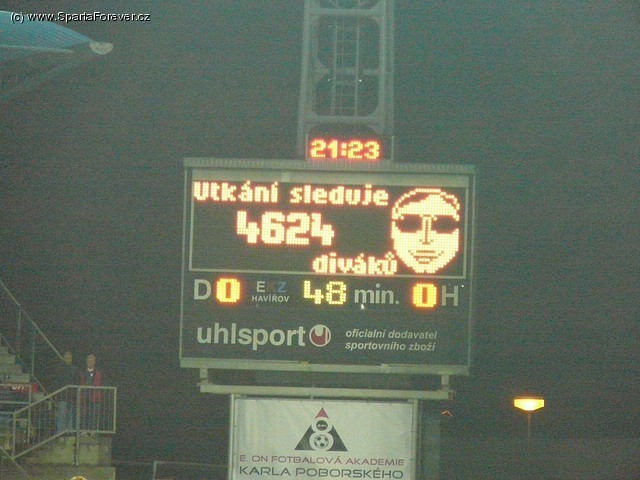 (c) www.SpartaForever.cz
21:23
Utkání sleduje
4624
diváků
D 0 EKZ HAVÍŘOV 48 min. 0 H
uhlsport oficialní dodavatel
sportovního zboží
E. ON FOTBALOVÁ AKADEMIE
KARLA POBORSKÉHO